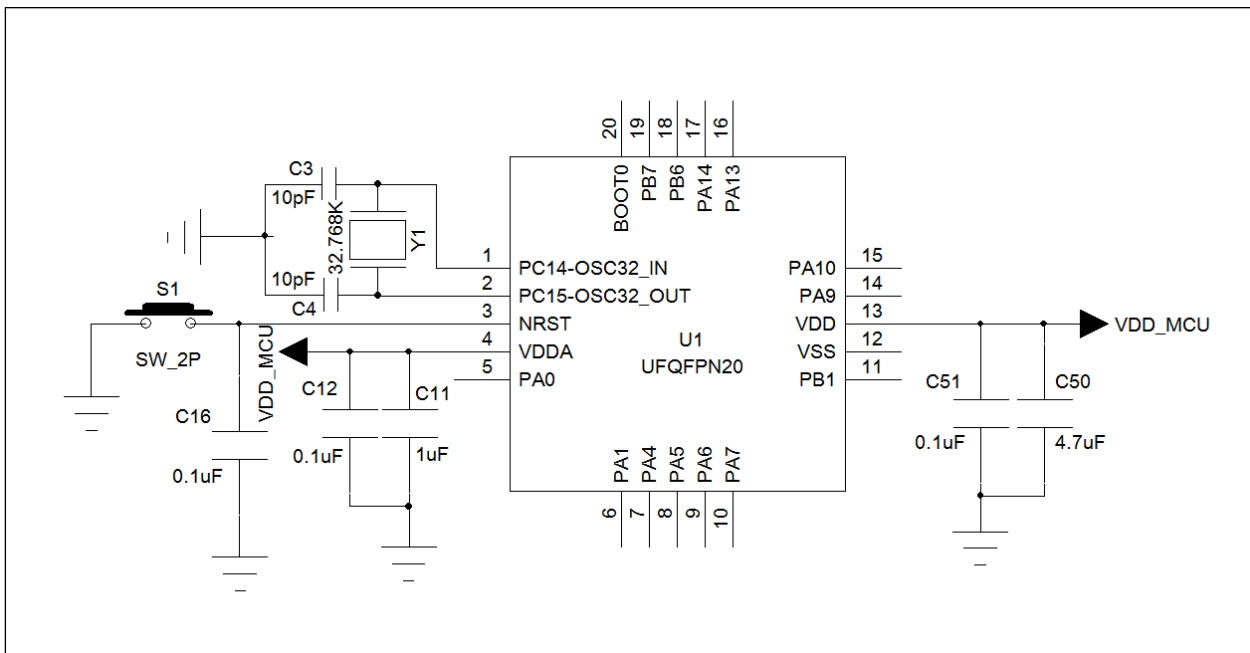 20
19
18
17
16
BOOT0
PB7
PB6
PA14
PA13
C3
10pF
32.768K
Y1
10pF
C4
S1
SW_2P
C16
0.1uF
VDD_MCU
C12
0.1uF
C11
1uF
1
PC14-OSC32_IN
2
PC15-OSC32_OUT
3
NRST
4
VDDA
5
PA0
U1
UFQFPN20
PA10
15
PA9
14
VDD
13
VSS
12
PB1
11
VDD_MCU
C51
0.1uF
C50
4.7uF
PA1
PA4
PA5
PA6
PA7
6
7
8
9
10